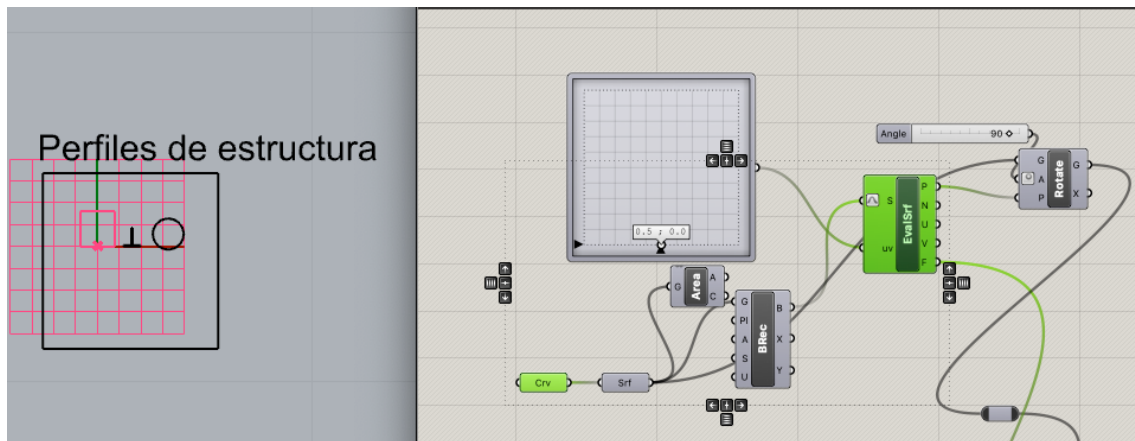 Perfiles de estructura
Angle
90
0.5 ; 0.0
S
uv
EvalSrf
P
N
U
V
F
G
A
P
Rotate
G
X
G
Area
A
C
G
Pl
A
S
U
BRec
B
X
Y
Crv
Srf